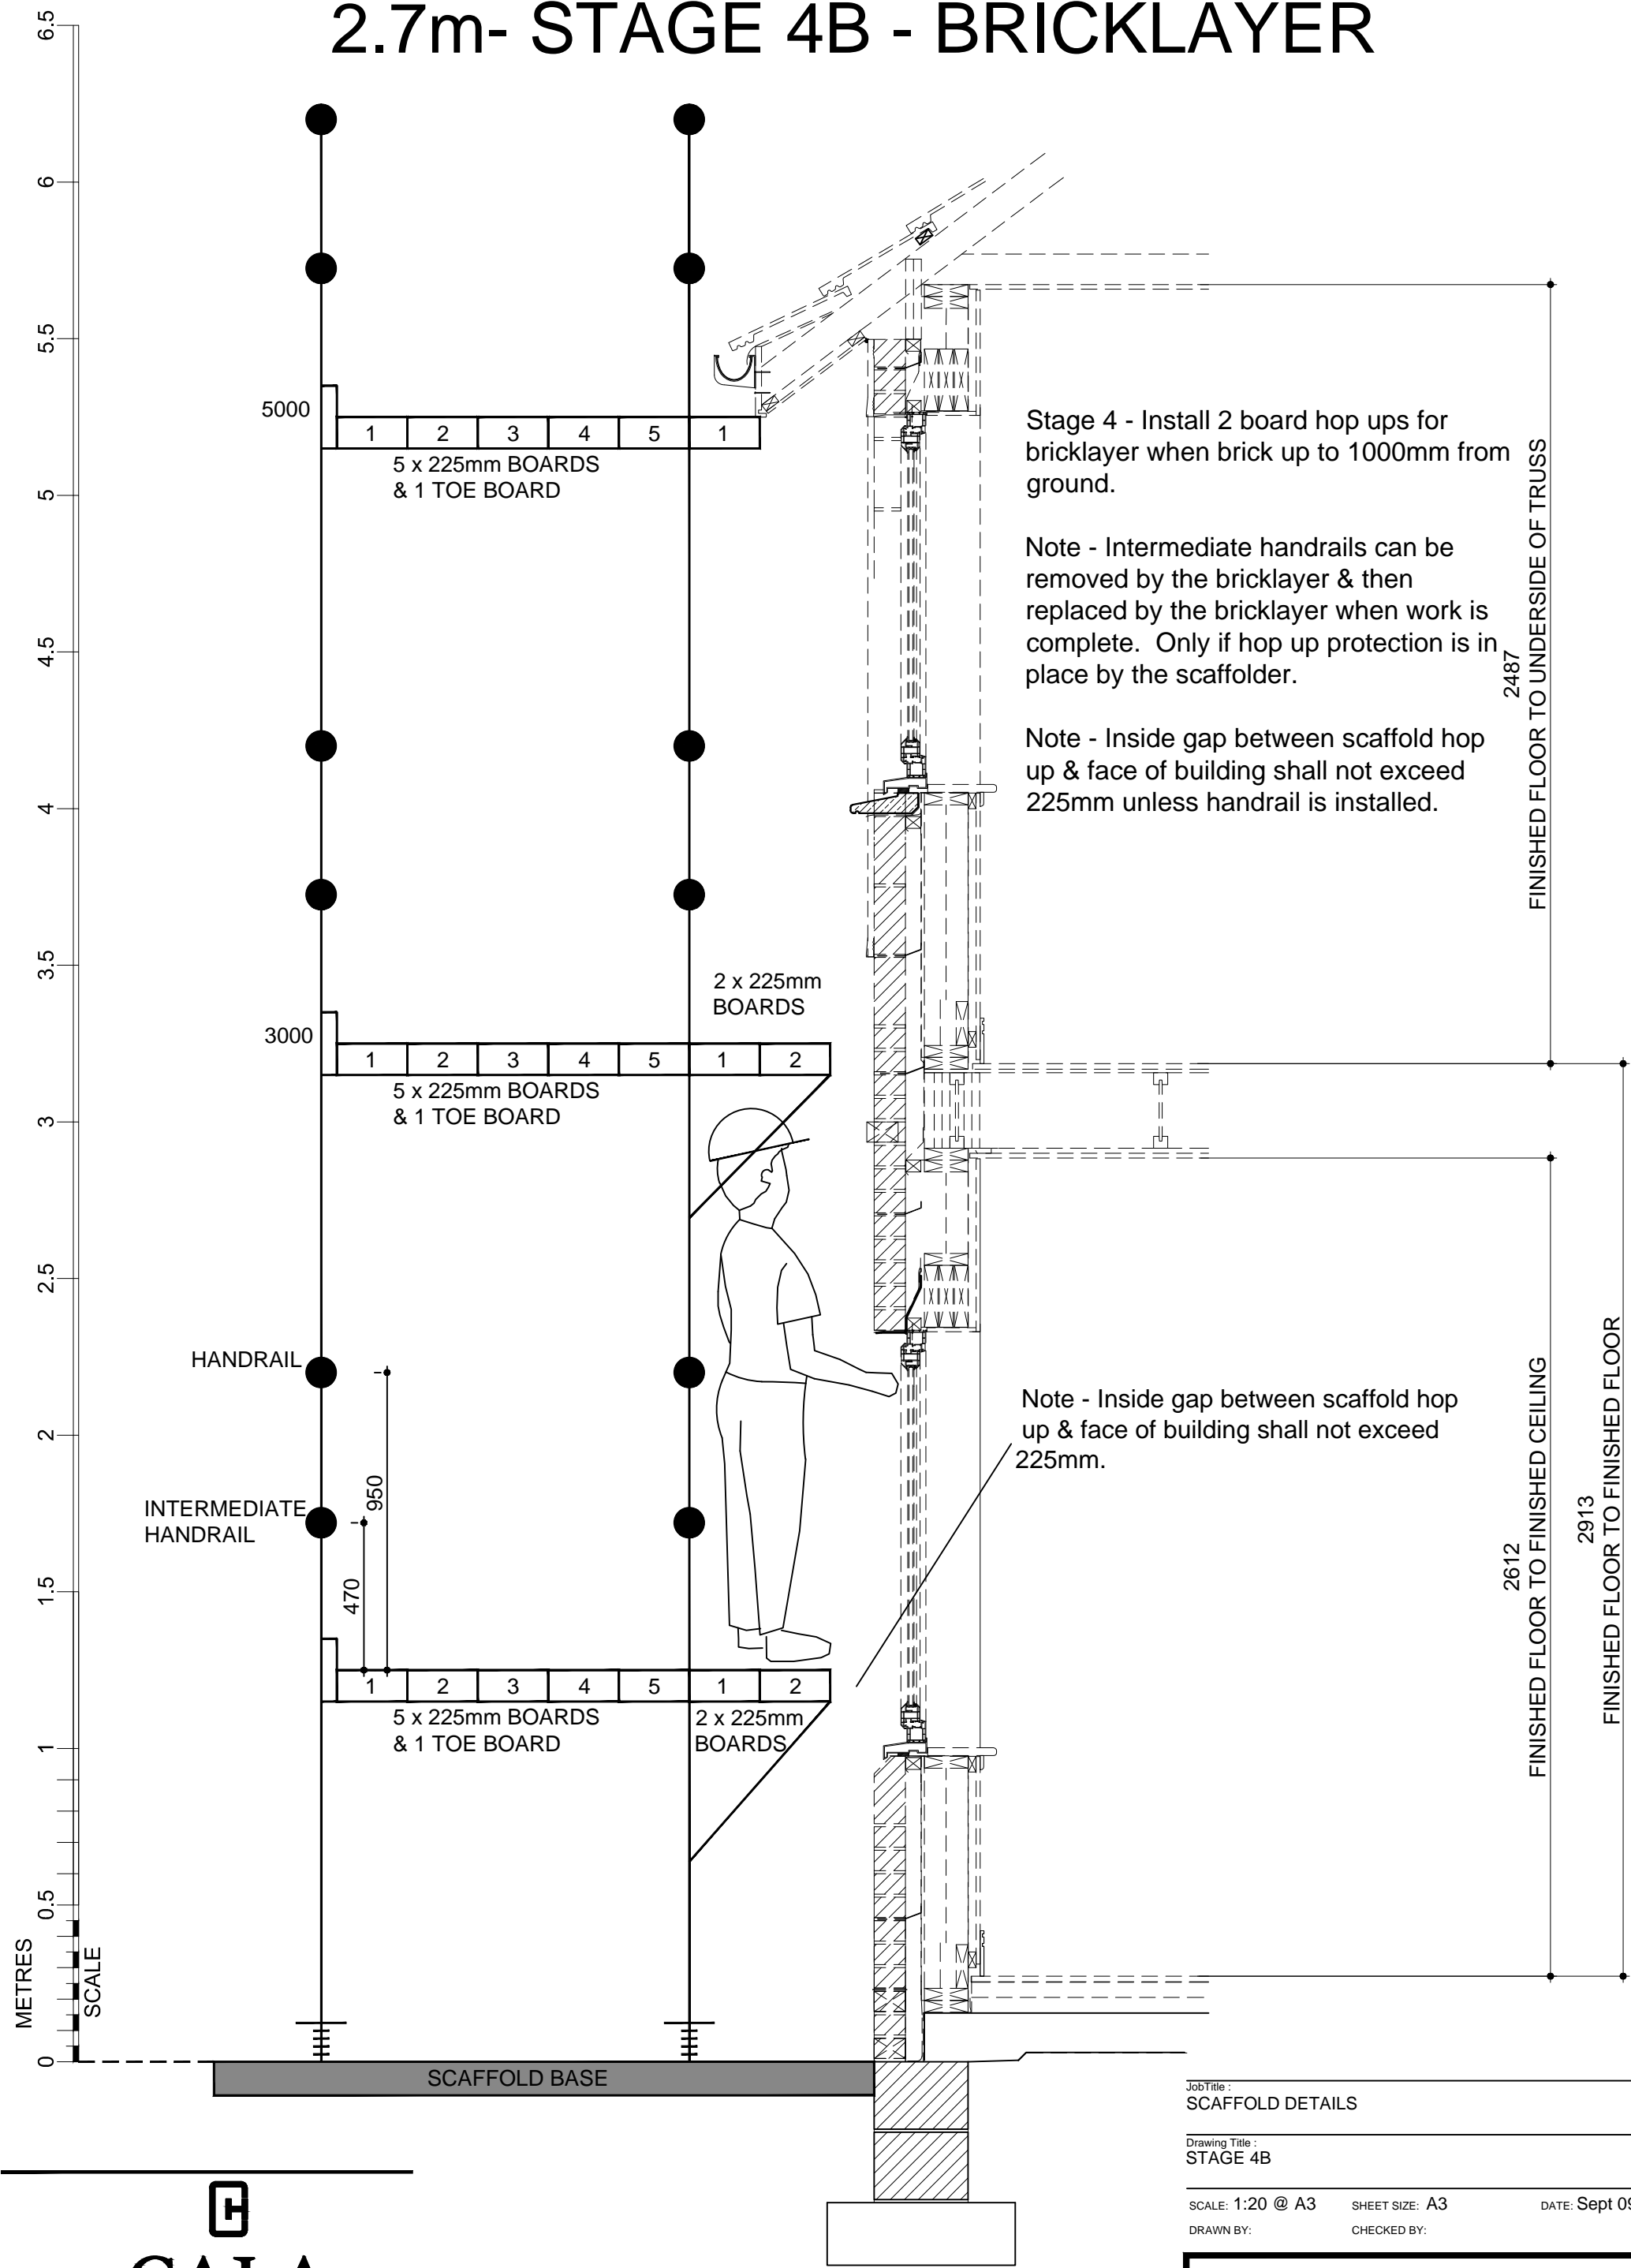 2.7m- STAGE 4B - BRICKLAYER
6.5
6
5.5
5
4.5
4
3.5
3
2.5
2
1.5
1
0.5
0
METRES
SCALE
5000
1 2 3 4 5 1
5 x 225mm BOARDS
& 1 TOE BOARD
Stage 4 - Install 2 board hop ups for
bricklayer when brick up to 1000mm from
ground.
Note - Intermediate handrails can be
removed by the bricklayer & then
replaced by the bricklayer when work is
complete. Only if hop up protection is in
place by the scaffolder.
Note - Inside gap between scaffold hop
up & face of building shall not exceed
225mm unless handrail is installed.
2487
FINISHED FLOOR TO UNDERSIDE OF TRUSS
2 x 225mm
BOARDS
3000
1 2 3 4 5 1 2
5 x 225mm BOARDS
& 1 TOE BOARD
HANDRAIL
INTERMEDIATE
HANDRAIL
950
470
Note - Inside gap between scaffold hop
up & face of building shall not exceed
225mm.
2612
FINISHED FLOOR TO FINISHED CEILING
2913
FINISHED FLOOR TO FINISHED FLOOR
1 2 3 4 5 1 2
5 x 225mm BOARDS
& 1 TOE BOARD
2 x 225mm
BOARDS
SCAFFOLD BASE
JobTitle :
SCAFFOLD DETAILS
Drawing Title :
STAGE 4B
SCALE: 1:20 @ A3 SHEET SIZE: A3 DATE: Sept 09
DRAWN BY: CHECKED BY:
CALA